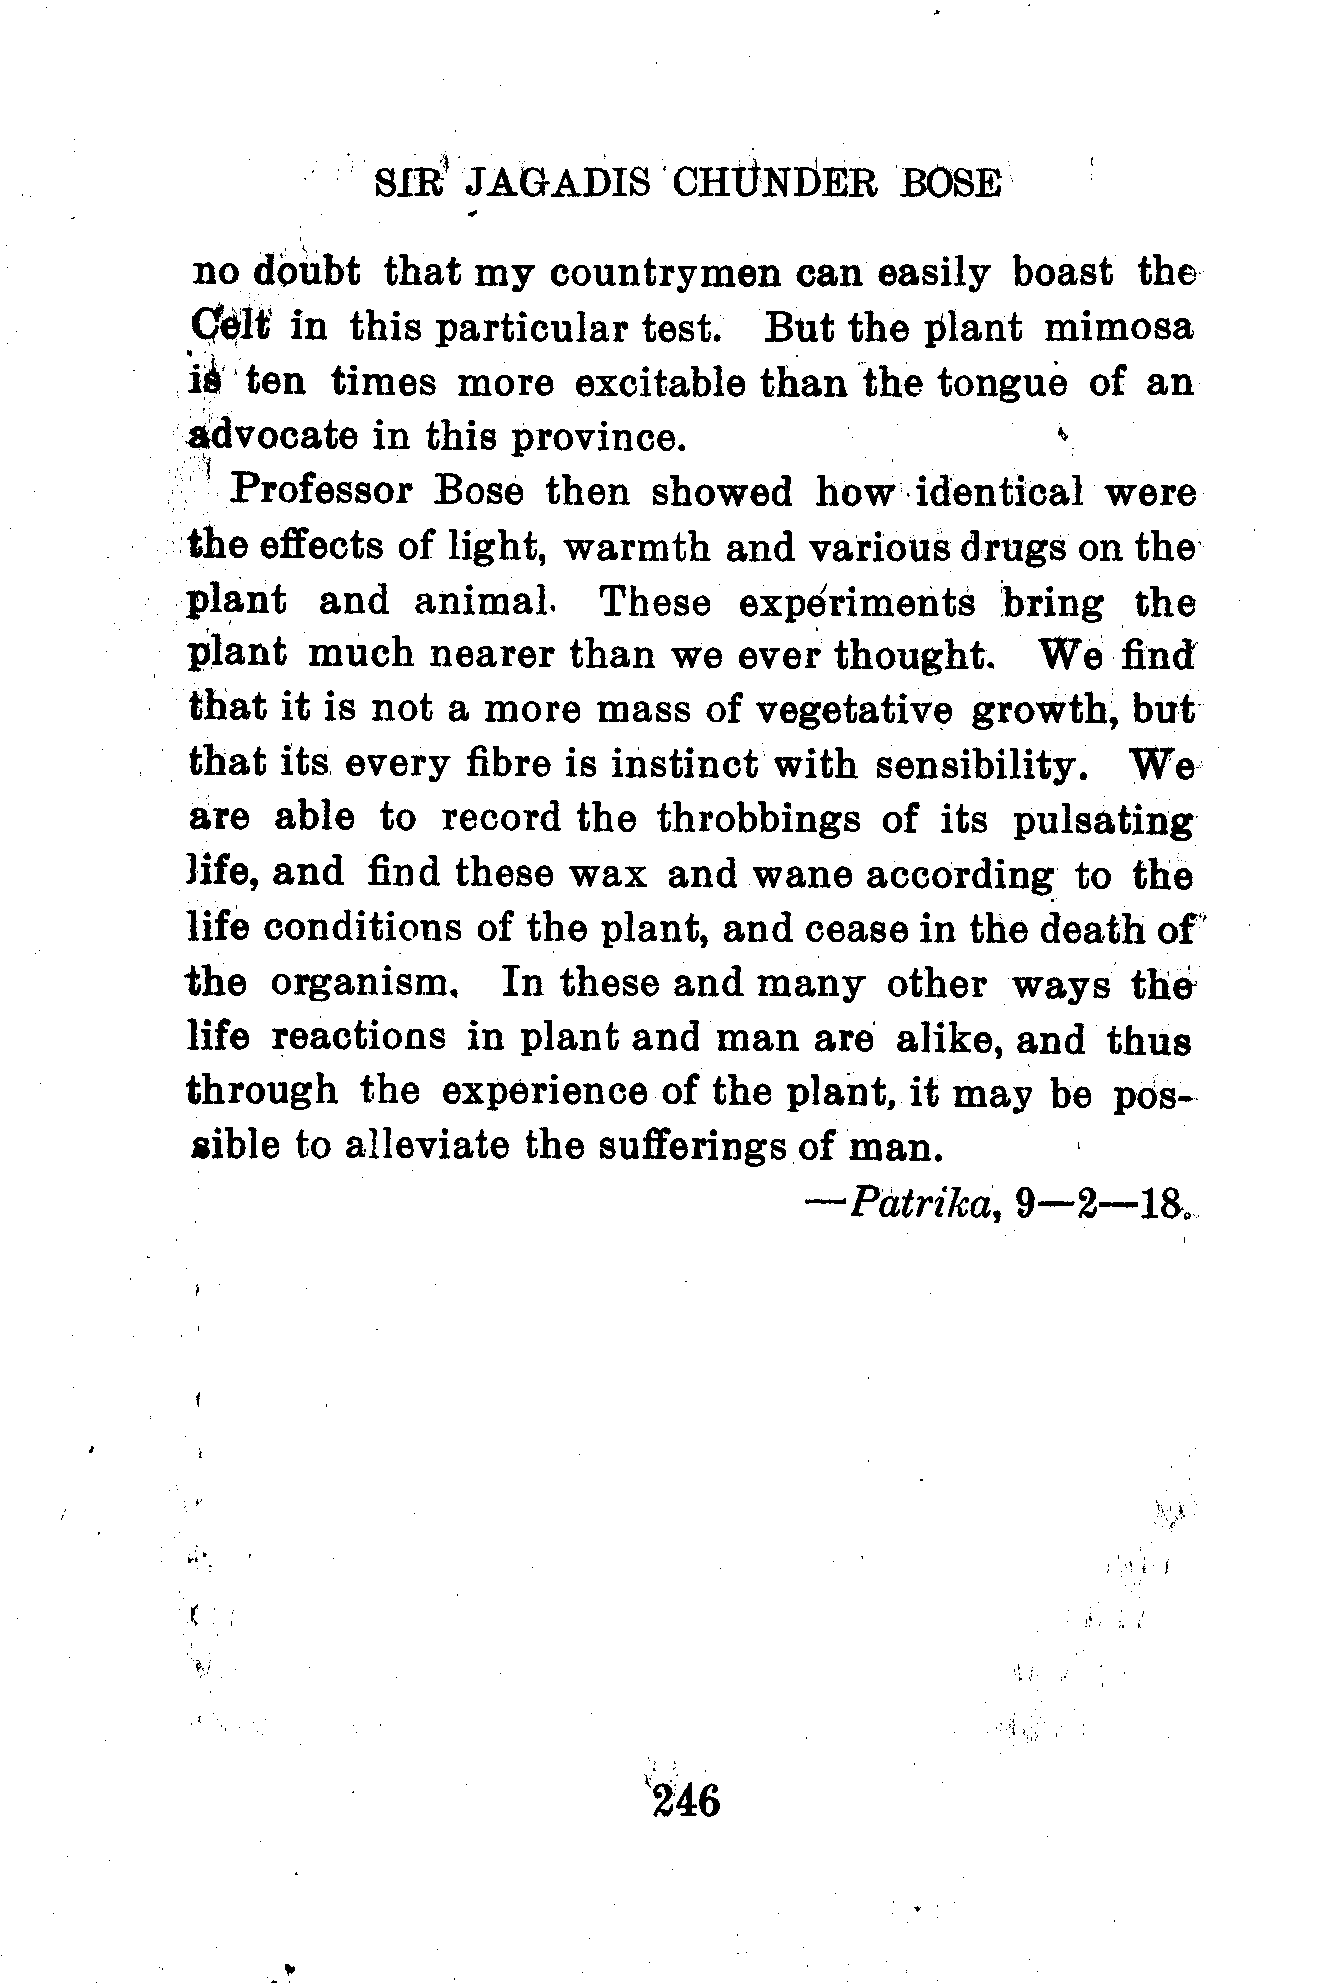 SIR JAGADIS CHUNDER BOSE
no doubt that my countrymen can easily boast the
Celt in this particular test. But the plant mimosa
is ten times more excitable than the tongue of an
advocate in this province.
Professor Bose then showed how identical were
the effects of light, warmth and various drugs on the
plant and animal. These experiments bring the
plant much nearer than we ever thought. We find
that it is not a more mass of vegetative growth, but
that its every fibre is instinct with sensibility. We
are able to record the throbbings of its pulsating
life, and find these wax and wane according to the
life conditions of the plant, and cease in the death of
the organism. In these and many other ways the
life reactions in plant and man are alike, and thus
through the experience of the plant, it may be pos-
sible to alleviate the sufferings of man.
—Patrika, 9—2—18.
246